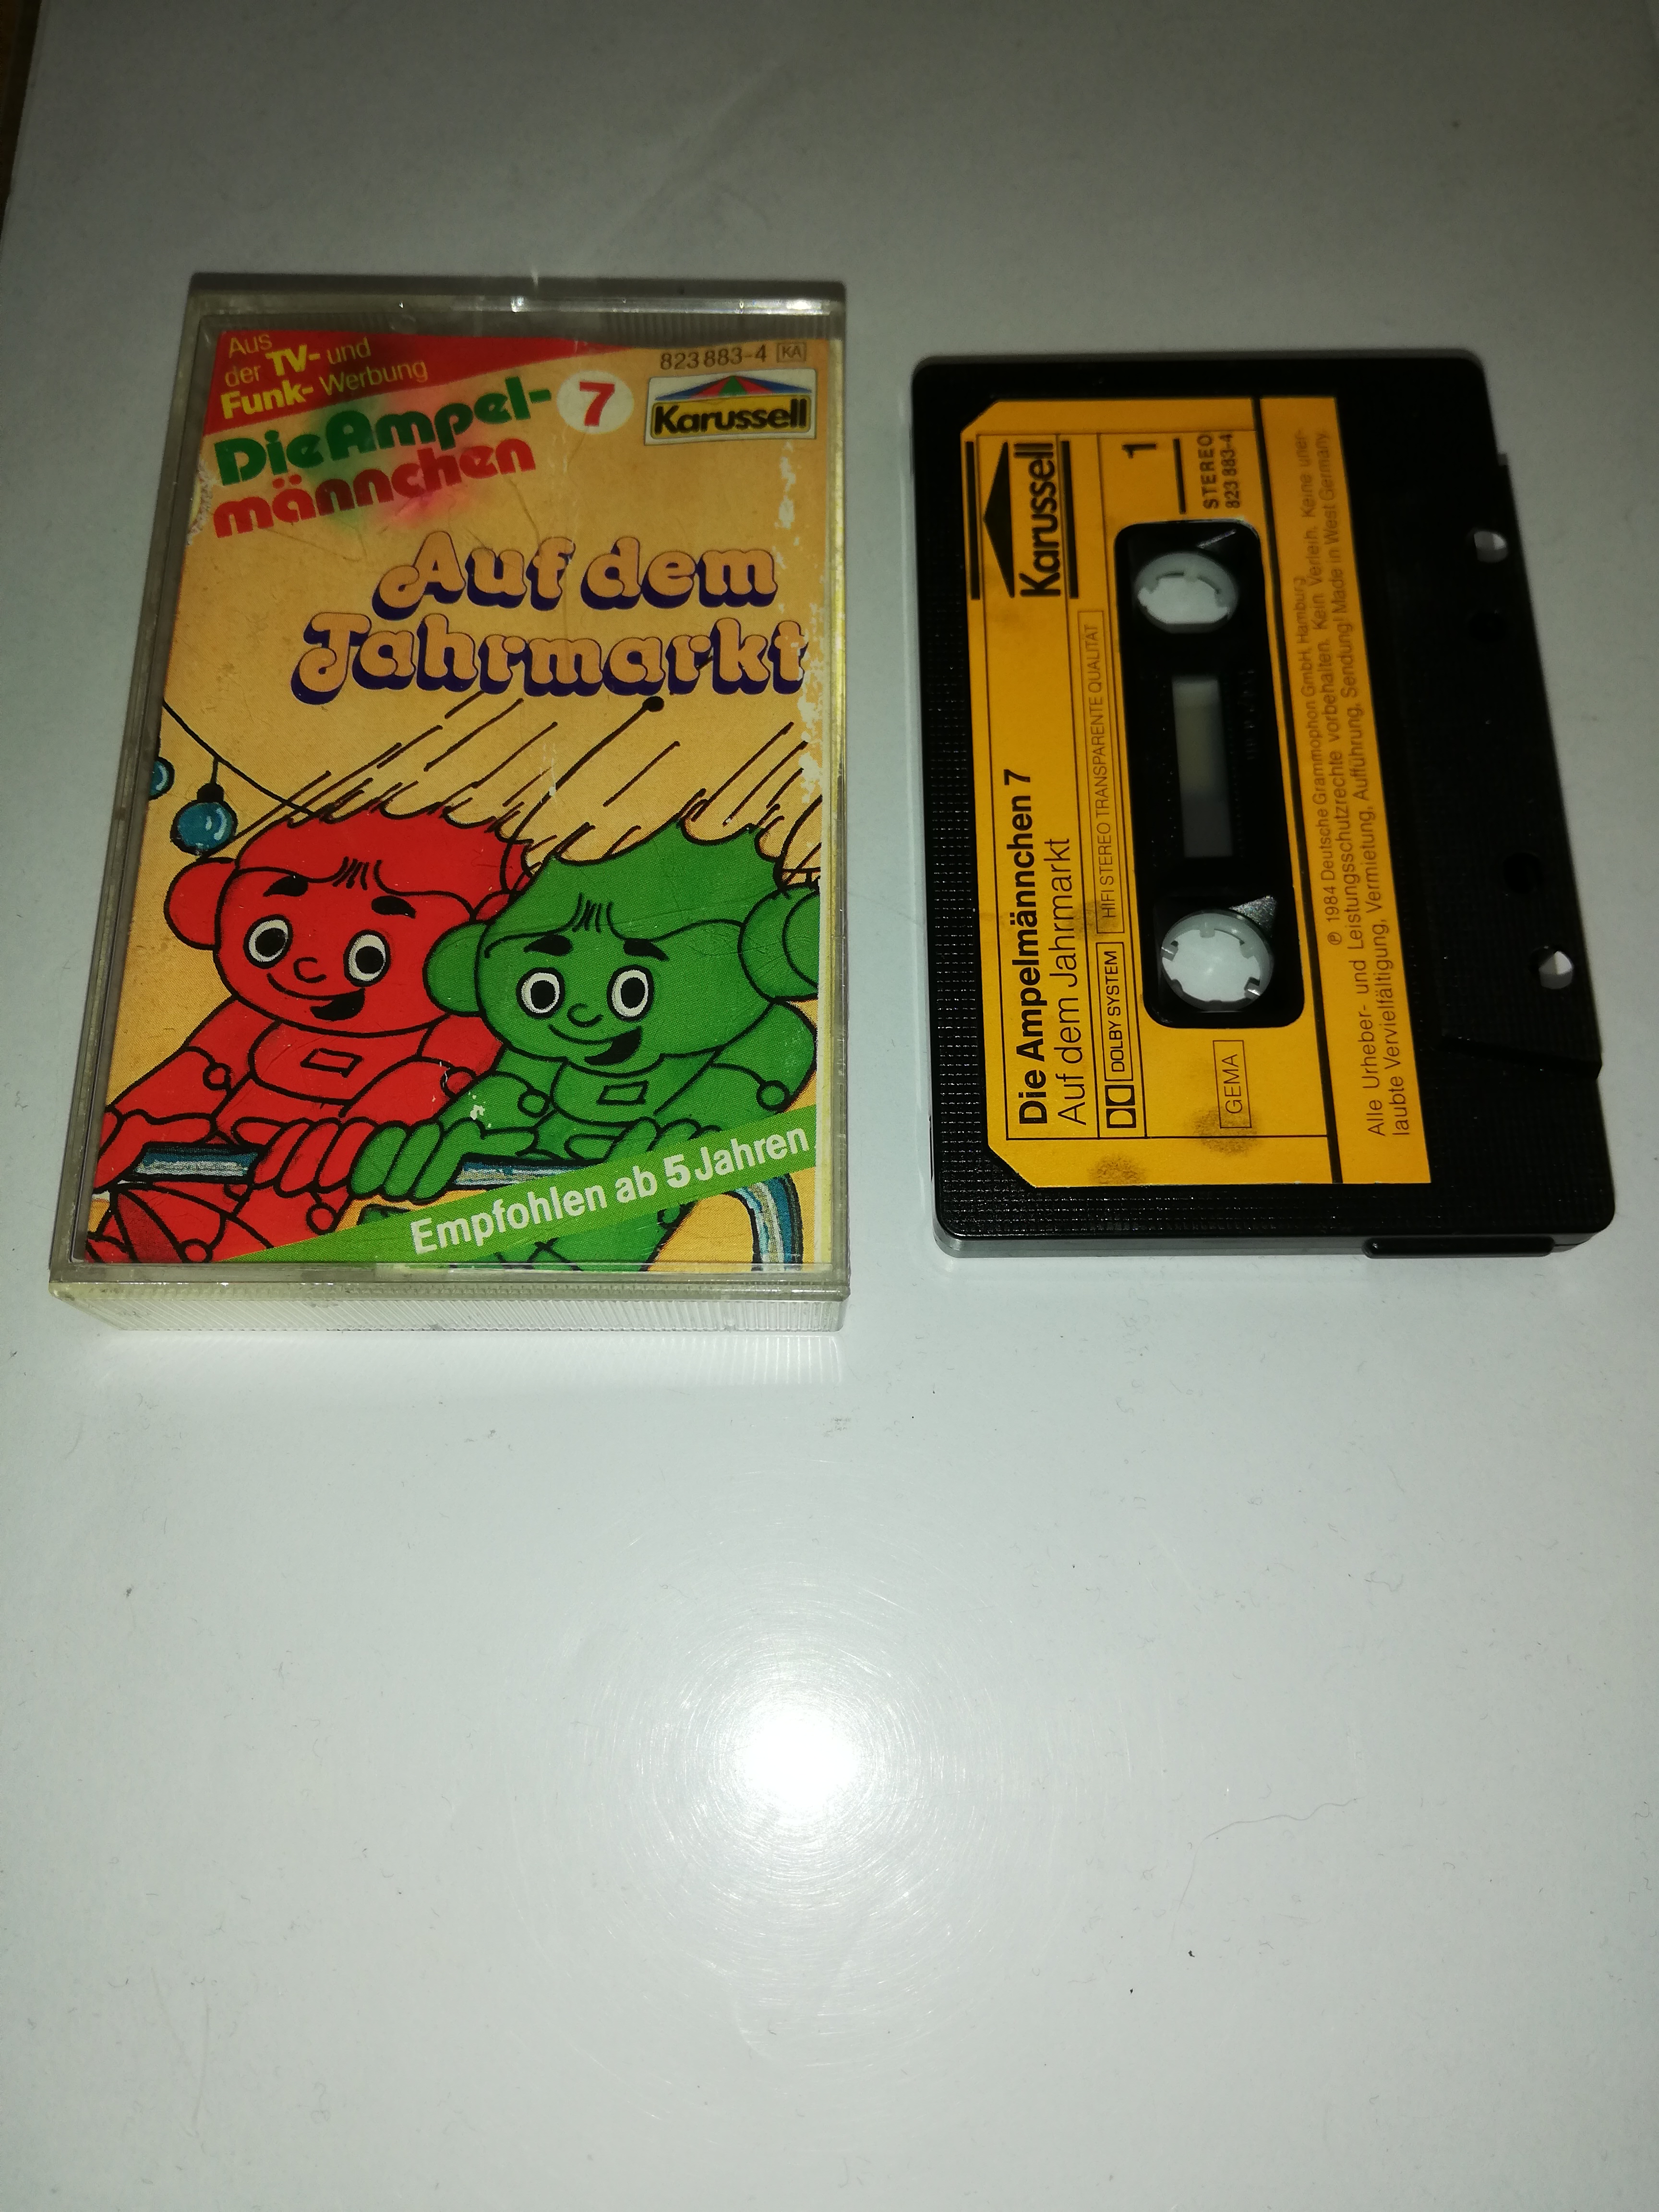 Aus
der TV- und
Funk-Werbung
823 883-4 KA
Die Ampel-
männchen
7
Karussell
Auf dem
Jahrmarkt
Empfohlen ab 5 Jahren
Karussell
1
STEREO
823 883-4
Die Ampelmännchen 7
Auf dem Jahrmarkt
DOLBY SYSTEM
HIFI STEREO TRANSPARENTE QUALITÄT
GEMA
℗ 1984 Deutsche Grammophon GmbH, Hamburg
Alle Urheber- und Leistungsschutzrechte vorbehalten. Kein Verleih. Keine uner-
laubte Vervielfältigung, Vermietung, Aufführung, Sendung! Made in West Germany